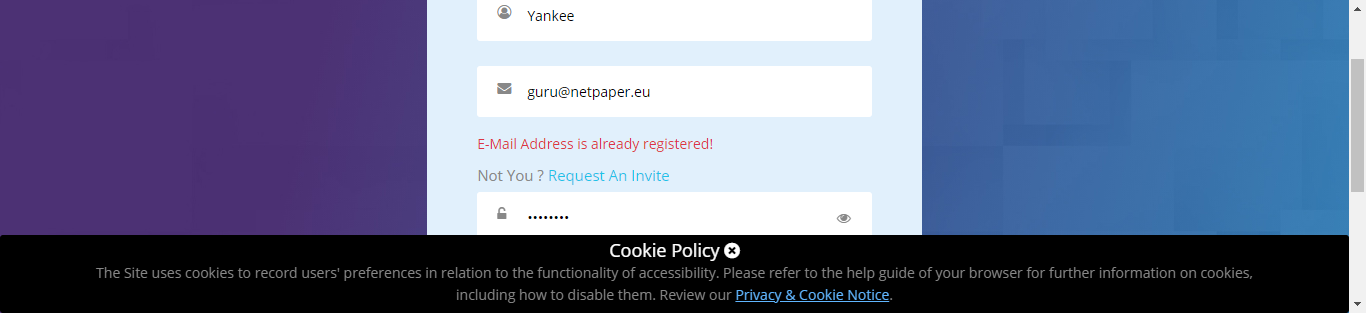 Yankee
guru@netpaper.eu
E-Mail Address is already registered!
Not You ? Request An Invite
••••••••
Cookie Policy
The Site uses cookies to record users' preferences in relation to the functionality of accessibility. Please refer to the help guide of your browser for further information on cookies,
including how to disable them. Review our Privacy & Cookie Notice.